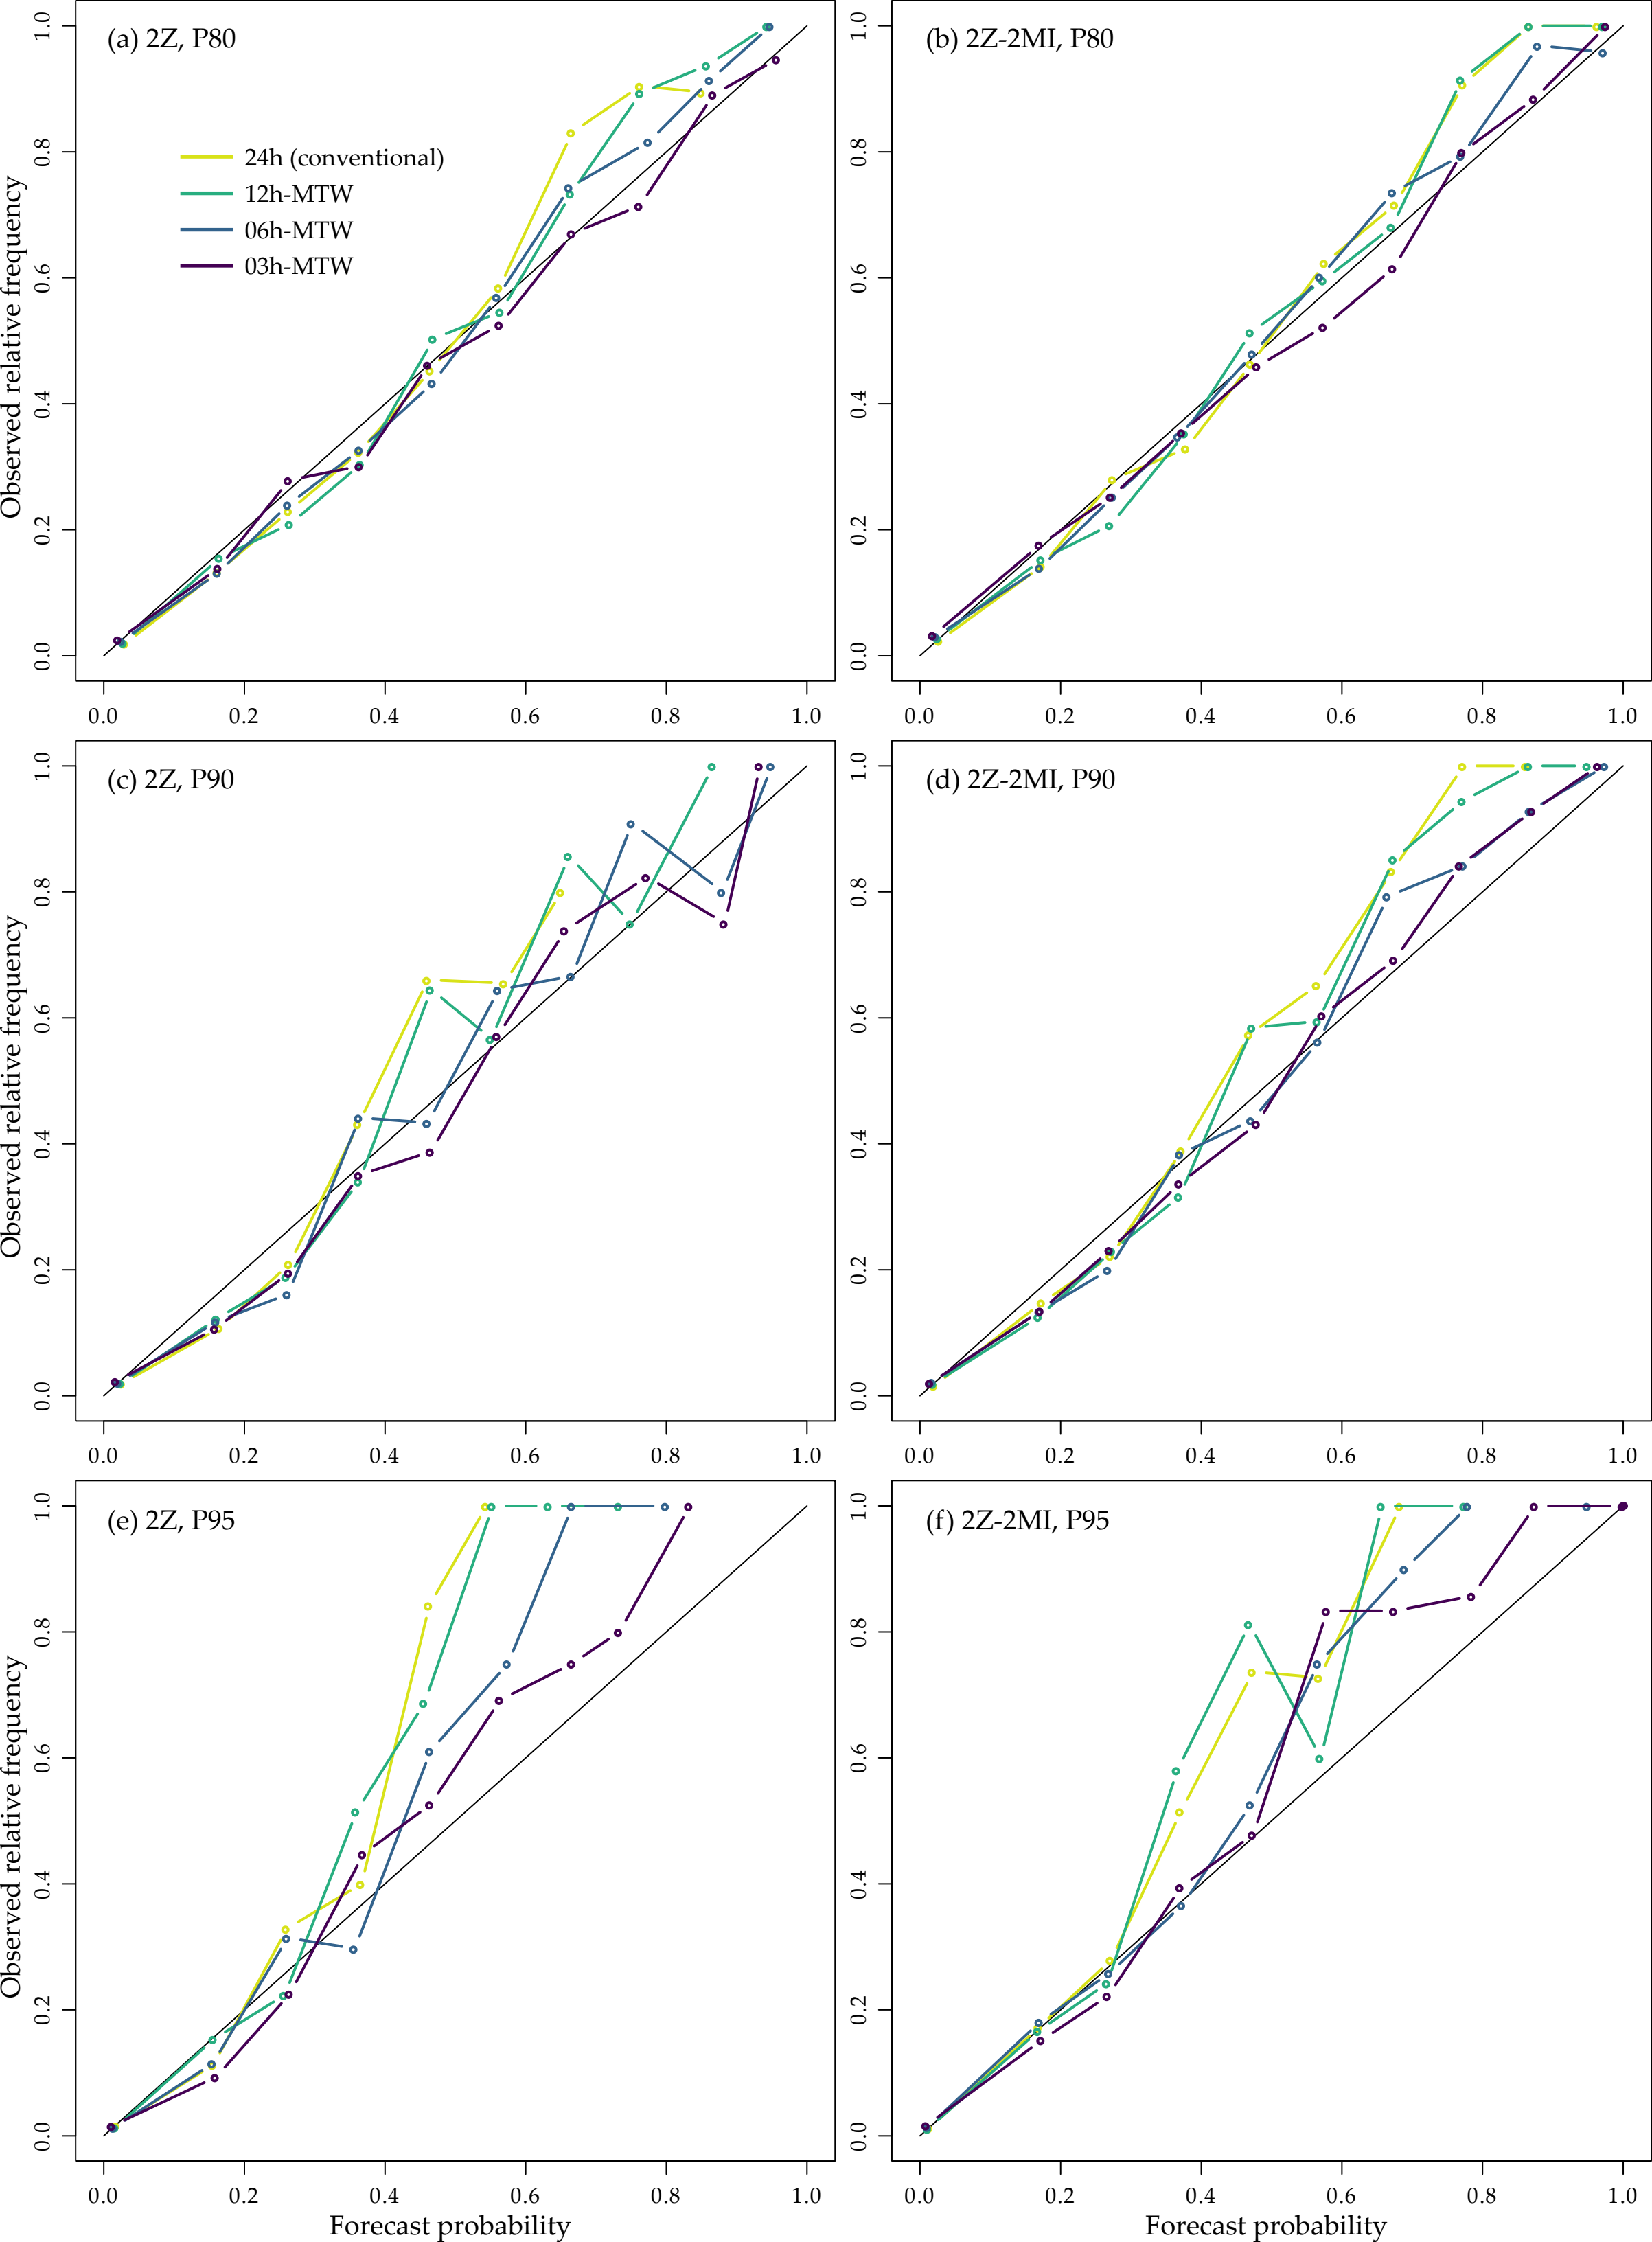 (a) 2Z, P80
24h (conventional)
12h-MTW
06h-MTW
03h-MTW
Observed relative frequency
0.0 0.2 0.4 0.6 0.8 1.0
0.0 0.2 0.4 0.6 0.8 1.0
(b) 2Z-2MI, P80
0.0 0.2 0.4 0.6 0.8 1.0
0.0 0.2 0.4 0.6 0.8 1.0
(c) 2Z, P90
Observed relative frequency
0.0 0.2 0.4 0.6 0.8 1.0
0.0 0.2 0.4 0.6 0.8 1.0
(d) 2Z-2MI, P90
0.0 0.2 0.4 0.6 0.8 1.0
0.0 0.2 0.4 0.6 0.8 1.0
(e) 2Z, P95
Observed relative frequency
0.0 0.2 0.4 0.6 0.8 1.0
0.0 0.2 0.4 0.6 0.8 1.0
Forecast probability
(f) 2Z-2MI, P95
0.0 0.2 0.4 0.6 0.8 1.0
0.0 0.2 0.4 0.6 0.8 1.0
Forecast probability